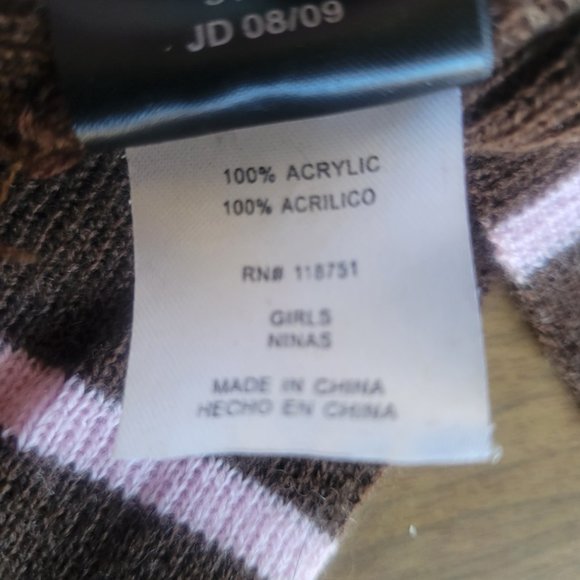 JD 08/09
100% ACRYLIC
100% ACRILICO
RN# 118751
GIRLS
NINAS
MADE IN CHINA
HECHO EN CHINA